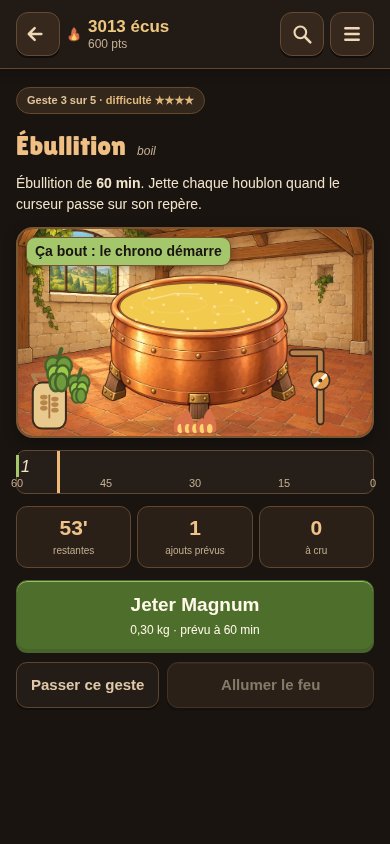 3013 écus
600 pts
Geste 3 sur 5 · difficulté ★★★★
Ébullition boil
Ébullition de 60 min. Jette chaque houblon quand le
curseur passe sur son repère.
Ça bout : le chrono démarre
1
60 45 30 15 0
53' 1 0
restantes ajouts prévus à cru
Jeter Magnum
0,30 kg · prévu à 60 min
Passer ce geste Allumer le feu